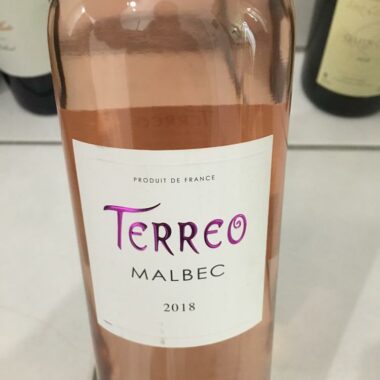 PRODUIT DE FRANCE
TERREO
MALBEC
2018